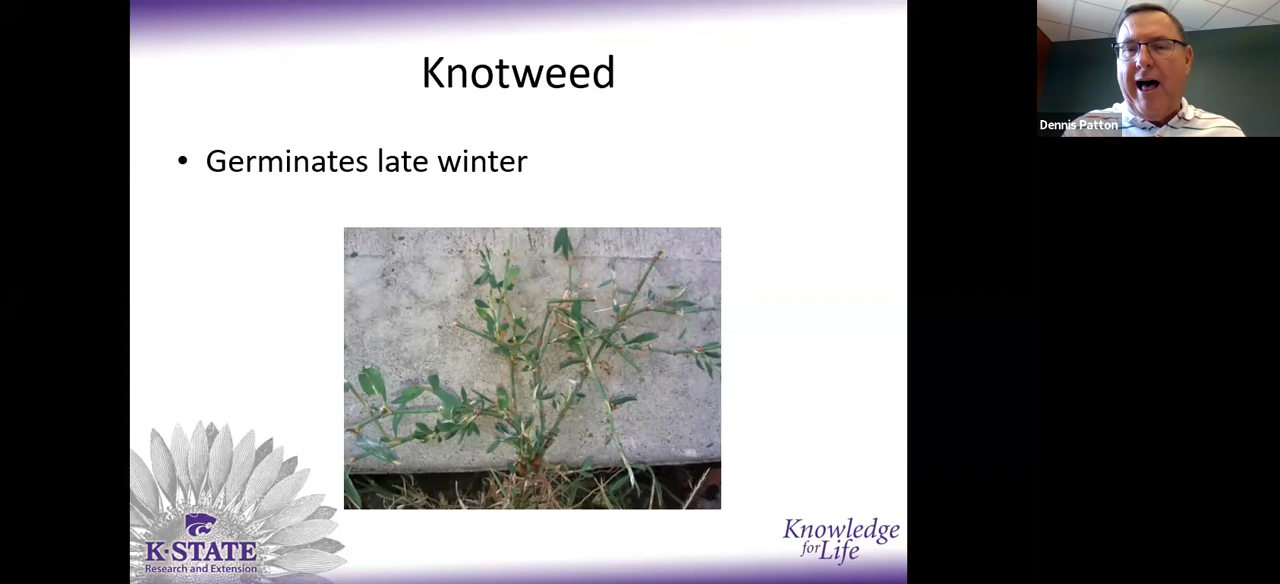 Knotweed
• Germinates late winter
K•STATE
Research and Extension
Knowledge
for Life
Dennis Patton